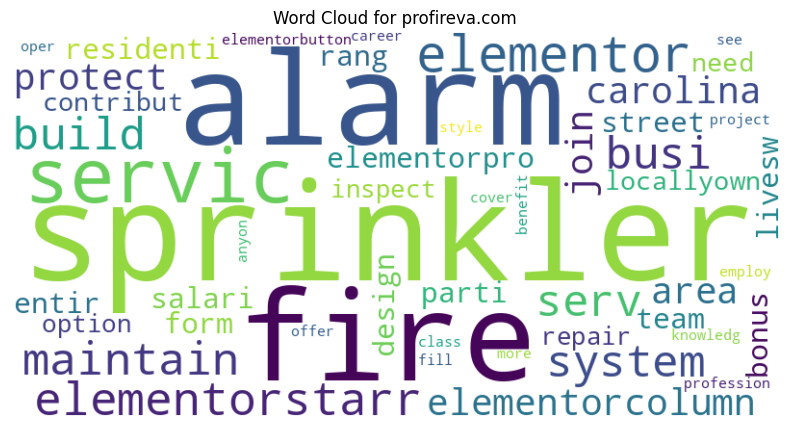 Word Cloud for profireva.com
oper
residenti
elementorbutton
career
rang
elementor
see
need
protect
contribut
alarm
carolina
build
style
street
project
servic
elementorpro
join
busi
livesw
inspect
locallyown
cover
benefit
sprinkler
anyon
employ
entir
salari
design
parti
serv
area
option
form
fire
offer
class
fill
more
repair
team
knowledg
bonus
maintain
system
profession
elementorstarr
elementorcolumn